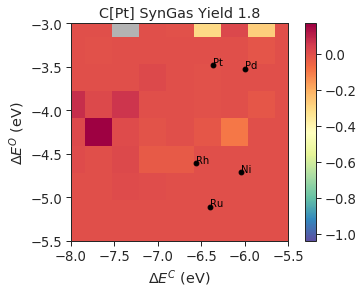 C[Pt] SynGas Yield 1.8
−3.0
−3.5
−4.0
−4.5
−5.0
−5.5
ΔE^O (eV)
Pt
Pd
Rh
Ni
Ru
−8.0 −7.5 −7.0 −6.5 −6.0 −5.5
ΔE^C (eV)
0.0
−0.2
−0.4
−0.6
−0.8
−1.0